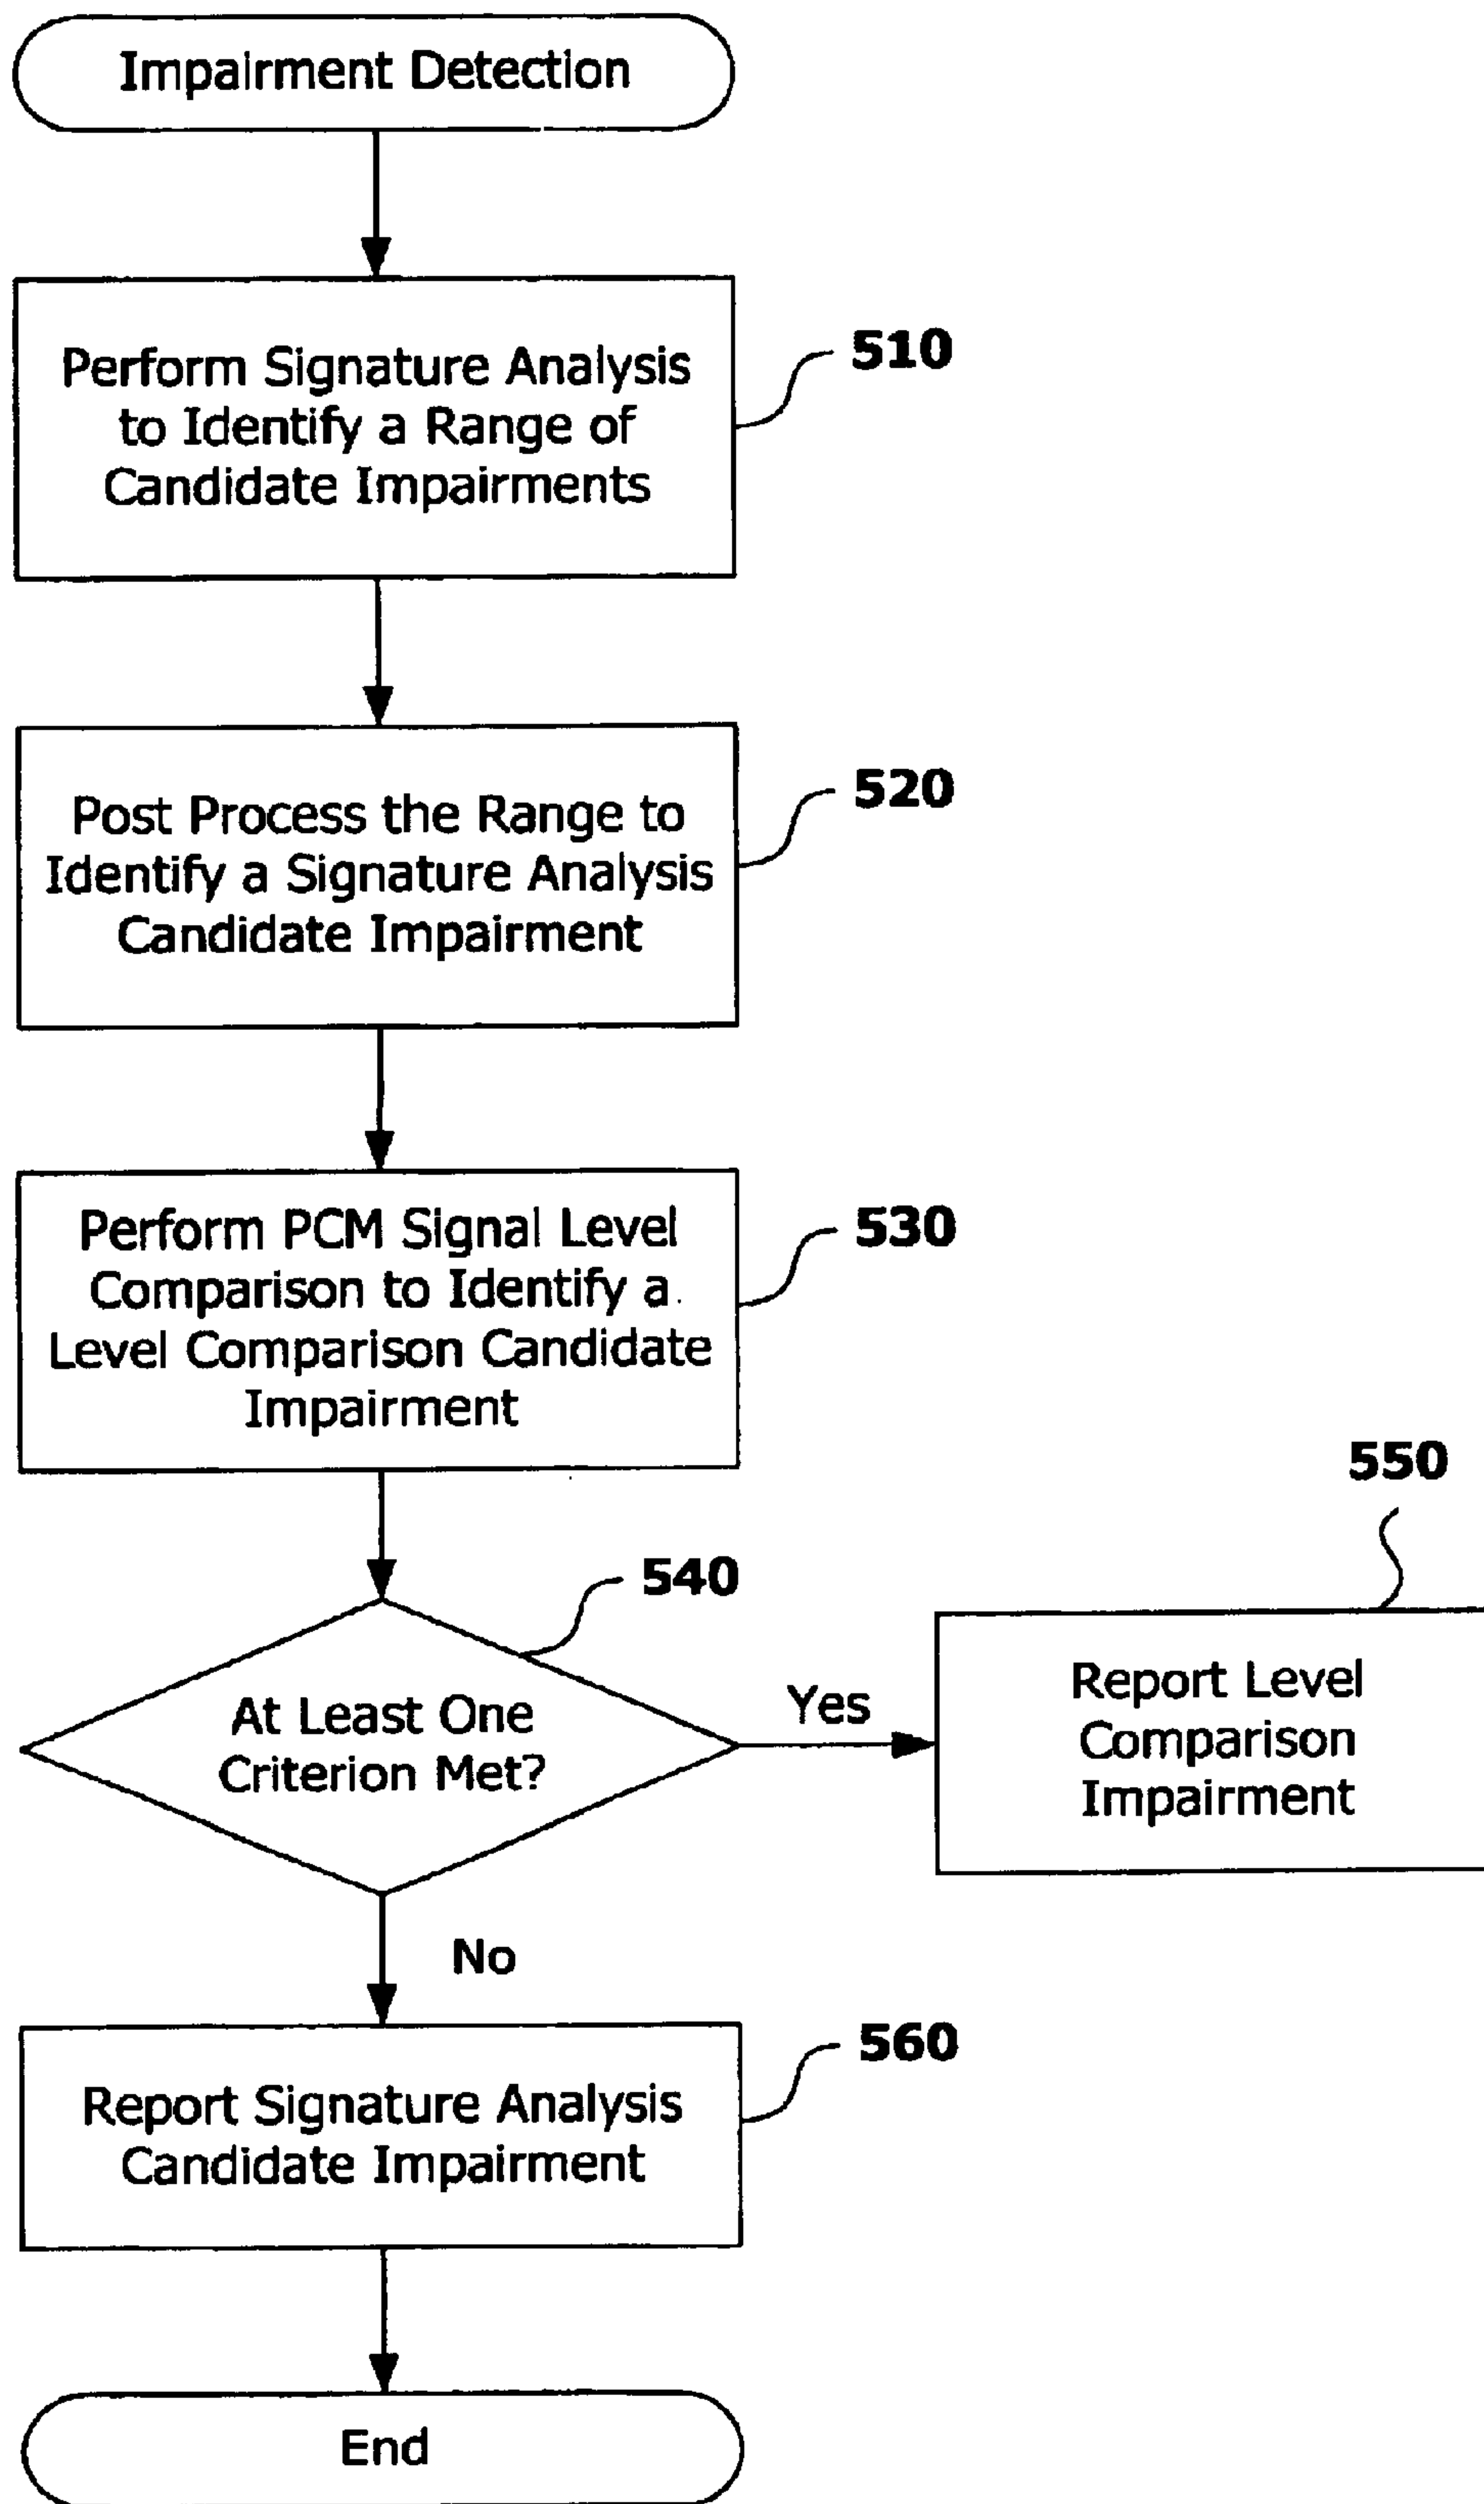 Impairment Detection
Perform Signature Analysis
to Identify a Range of
Candidate Impairments
510
Post Process the Range to
Identify a Signature Analysis
Candidate Impairment
520
Perform PCM Signal Level
Comparison to Identify a
Level Comparison Candidate
Impairment
530
540
At Least One
Criterion Met?
Yes
550
Report Level
Comparison
Impairment
No
Report Signature Analysis
Candidate Impairment
560
End